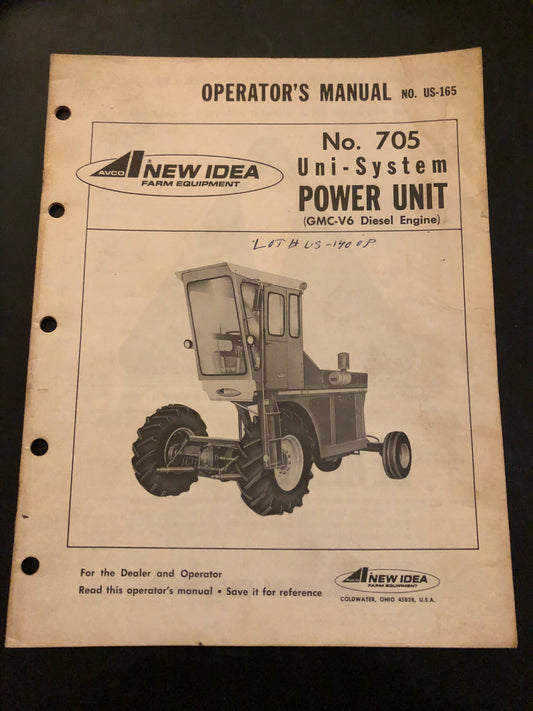 OPERATOR'S MANUAL NO. US-165
AVCO NEW IDEA
FARM EQUIPMENT
No. 705
Uni-System
POWER UNIT
(GMC-V6 Diesel Engine)
LOT # US-140 OP
For the Dealer and Operator
Read this operator's manual • Save it for reference
NEW IDEA
FARM EQUIPMENT
COLDWATER, OHIO 45828, U.S.A.